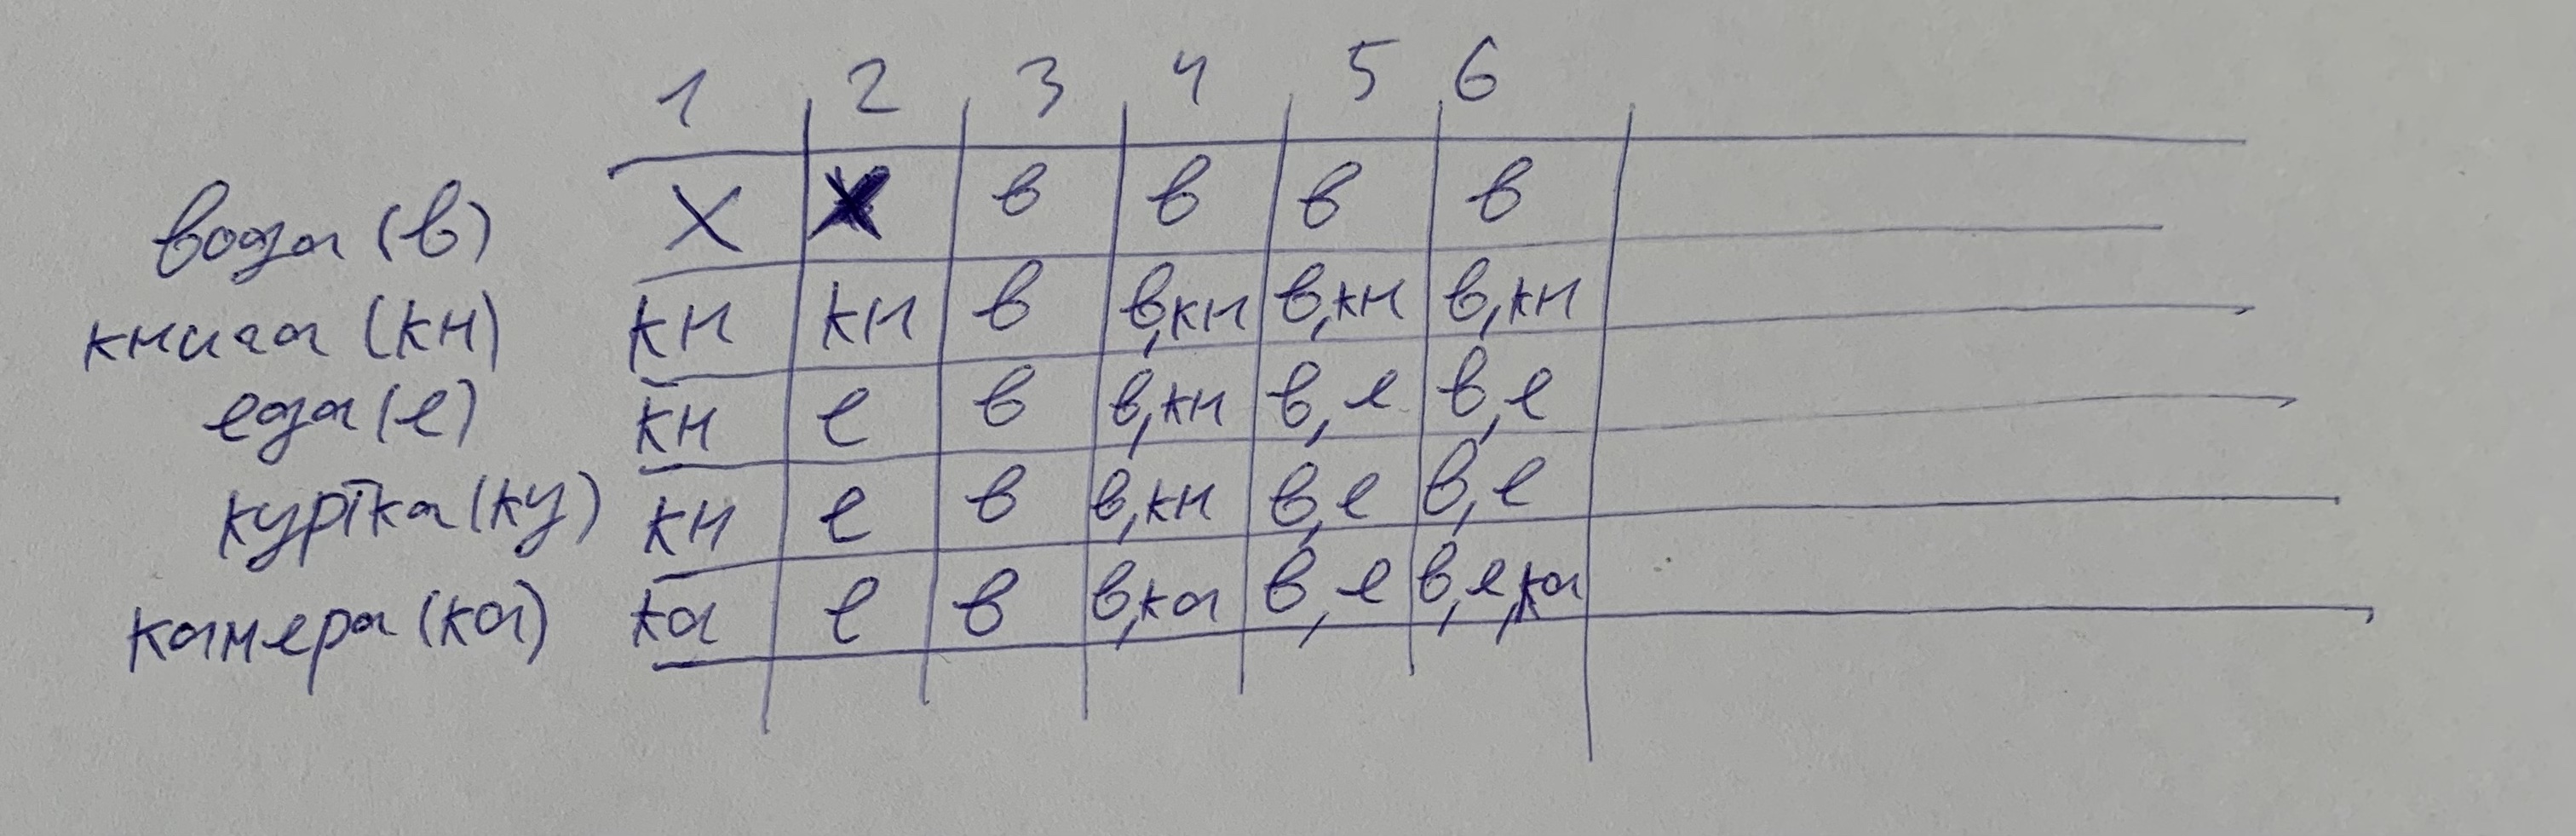 1 2 3 4 5 6
вода (в) X X в в в в
книга (кн) кн кн в в,кн в,кн в,кн
еда (е) кн е в в,кн в,е в,е
куртка (ку) кн е в в,кн в,е в,е
камера (ка) ка е в в,ка в,е в,е,ка